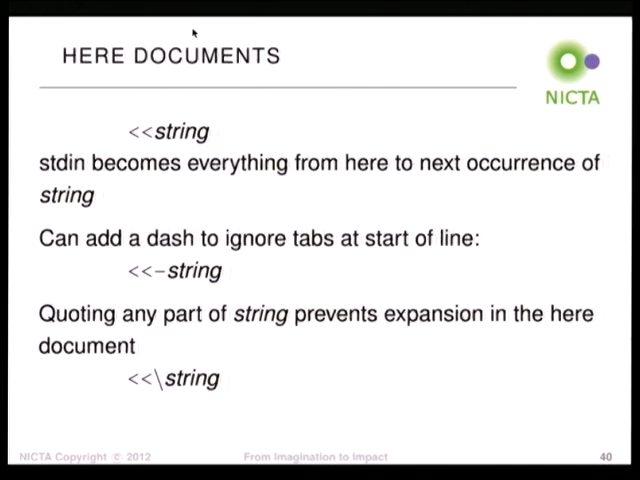 HERE DOCUMENTS
NICTA
<<string
stdin becomes everything from here to next occurrence of
string
Can add a dash to ignore tabs at start of line:
<<-string
Quoting any part of string prevents expansion in the here
document
<<\string
NICTA Copyright © 2012
From Imagination to Impact
40